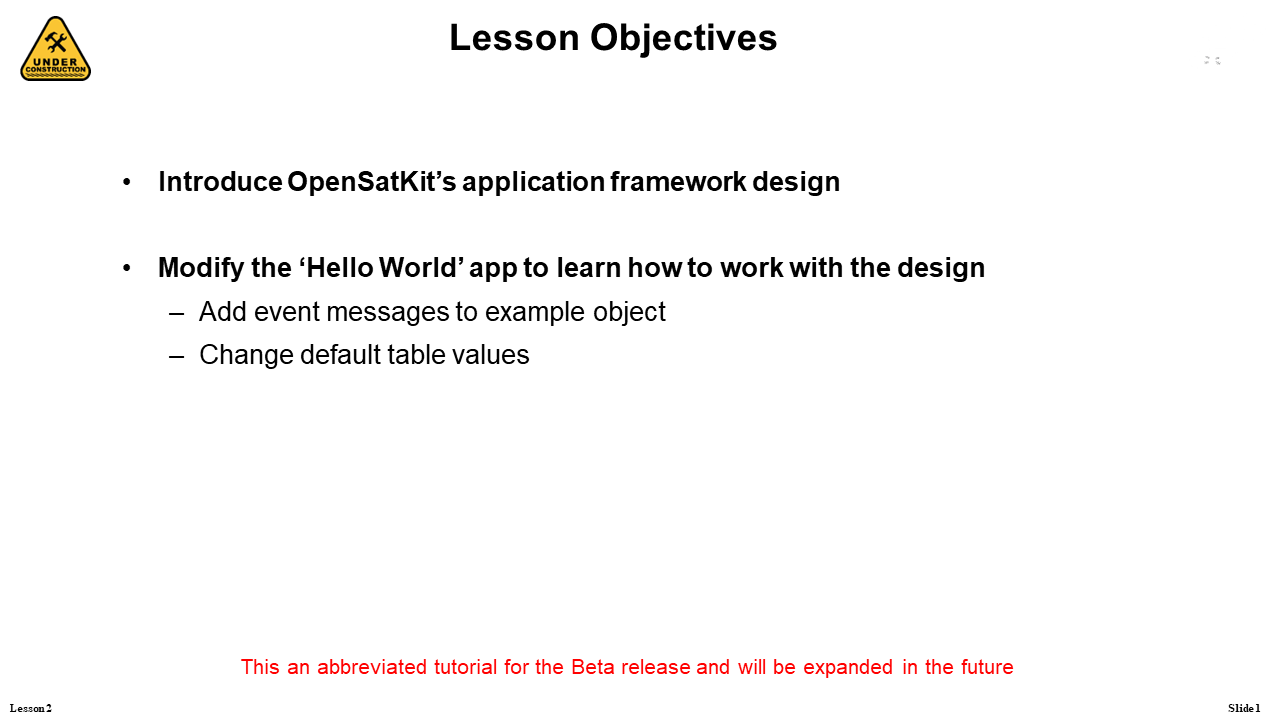 UNDER
CONSTRUCTION
Lesson Objectives
• Introduce OpenSatKit’s application framework design
• Modify the ‘Hello World’ app to learn how to work with the design
– Add event messages to example object
– Change default table values
This an abbreviated tutorial for the Beta release and will be expanded in the future
Lesson 2
Slide 1